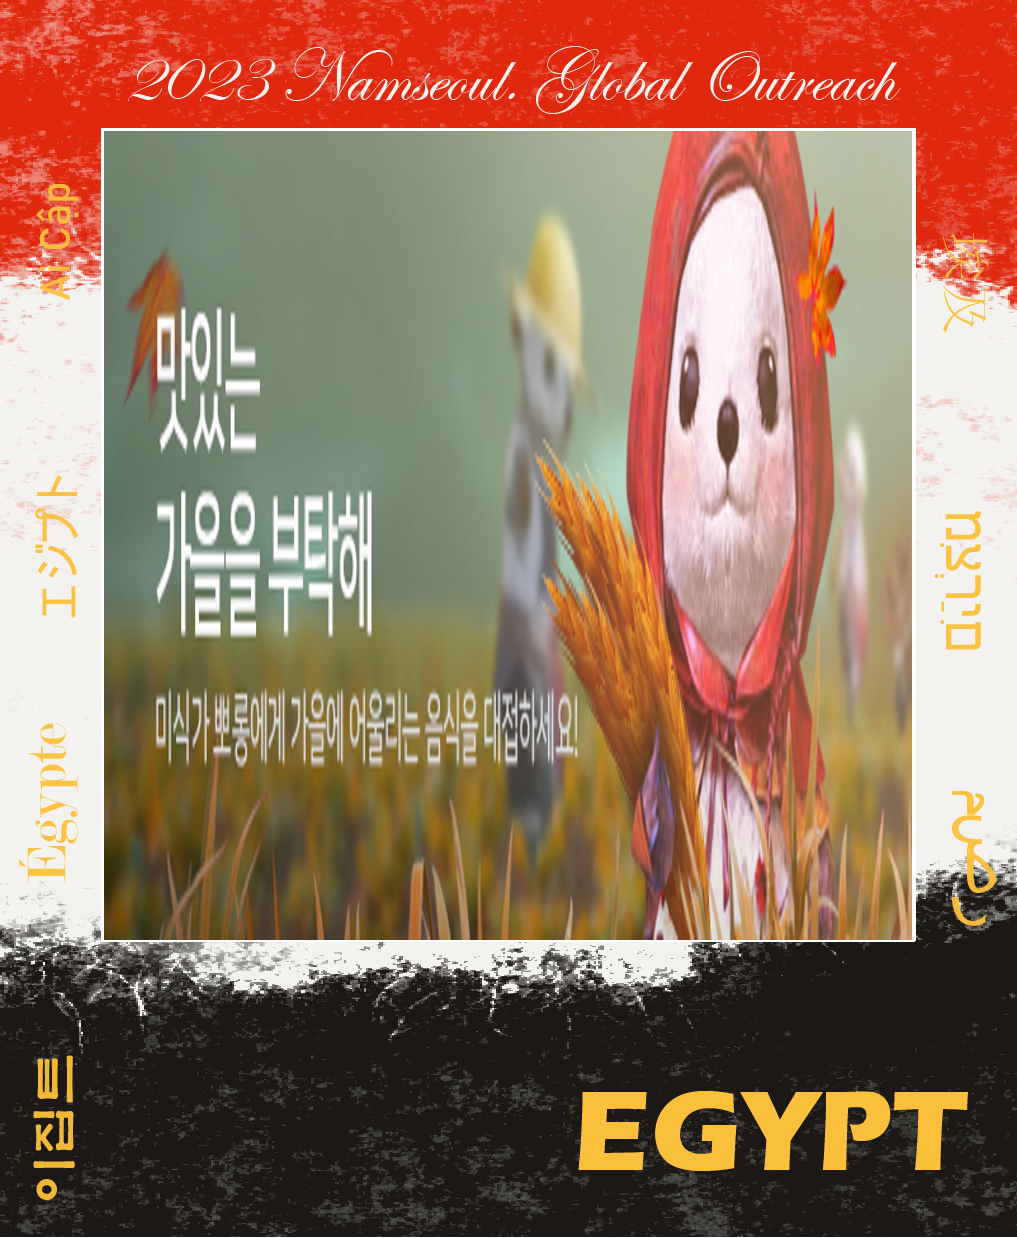 2023 Namseoul. Global Outreach
Ai Cập
エジプト
Égypte
이집트
맛있는
가을을 부탁해
미식가 뽀롱에게 가을에 어울리는 옴식을 대접하세요!
埃及
מִצְרַיִם
مصر
EGYPT